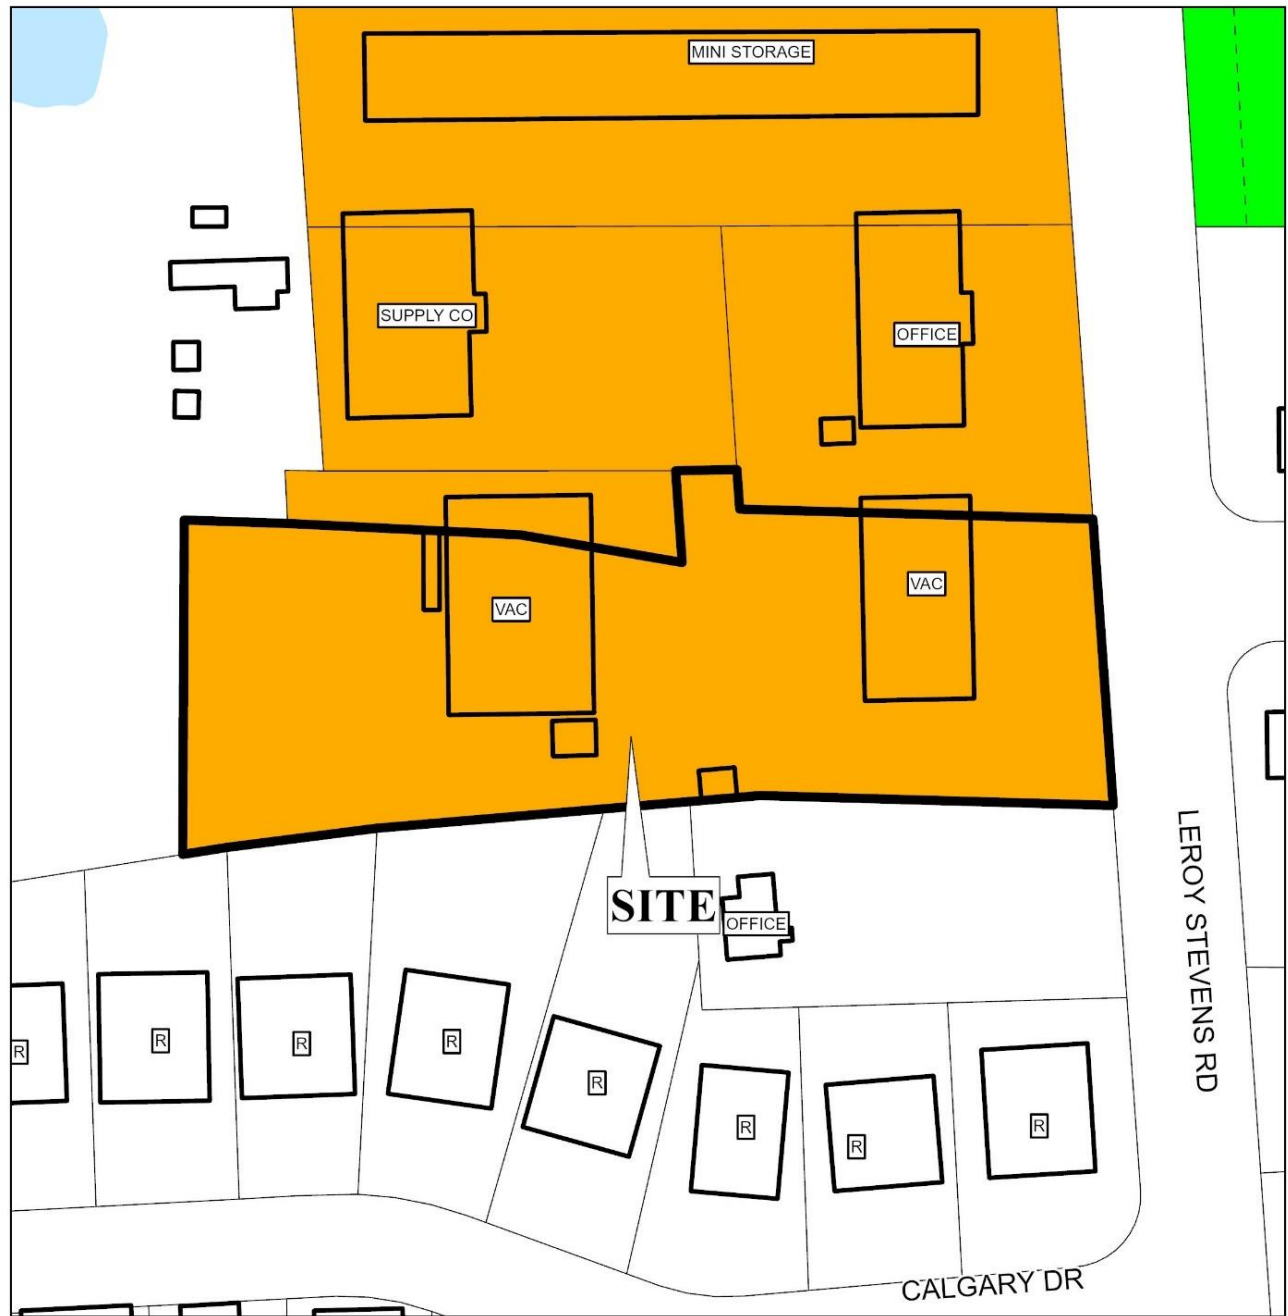 MINI STORAGE
SUPPLY CO
OFFICE
VAC
VAC
SITE
OFFICE
LEROY STEVENS RD
R
R
R
R
R
R
R
R
CALGARY DR